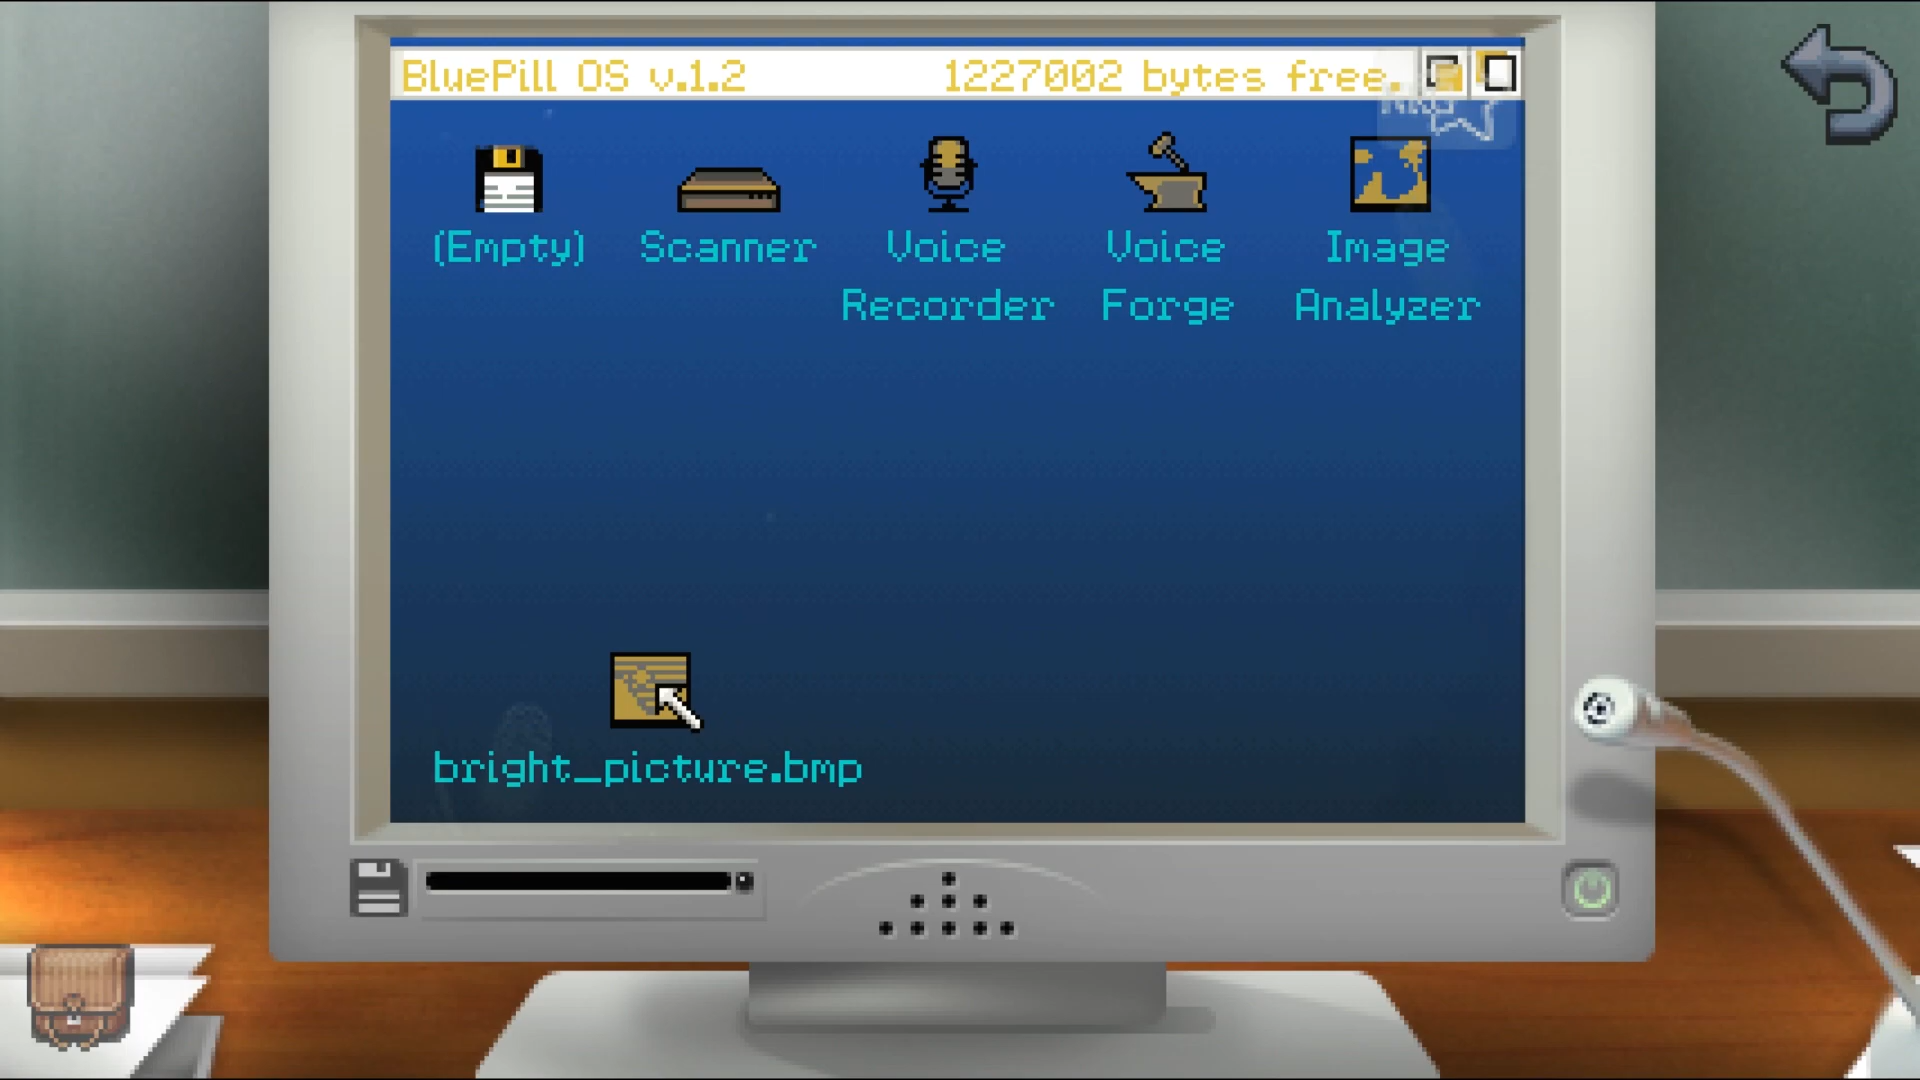 BluePill OS v.1.2 1227002 bytes free.
(Empty) Scanner Voice Recorder Voice Forge Image Analyzer
bright_picture.bmp